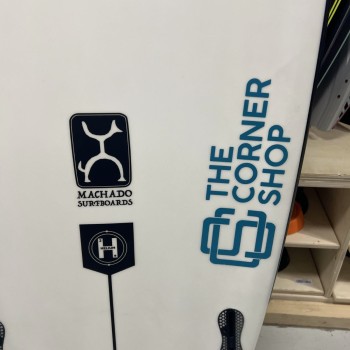 MACHADO
SURFBOARDS
H
THE
CORNER
SHOP